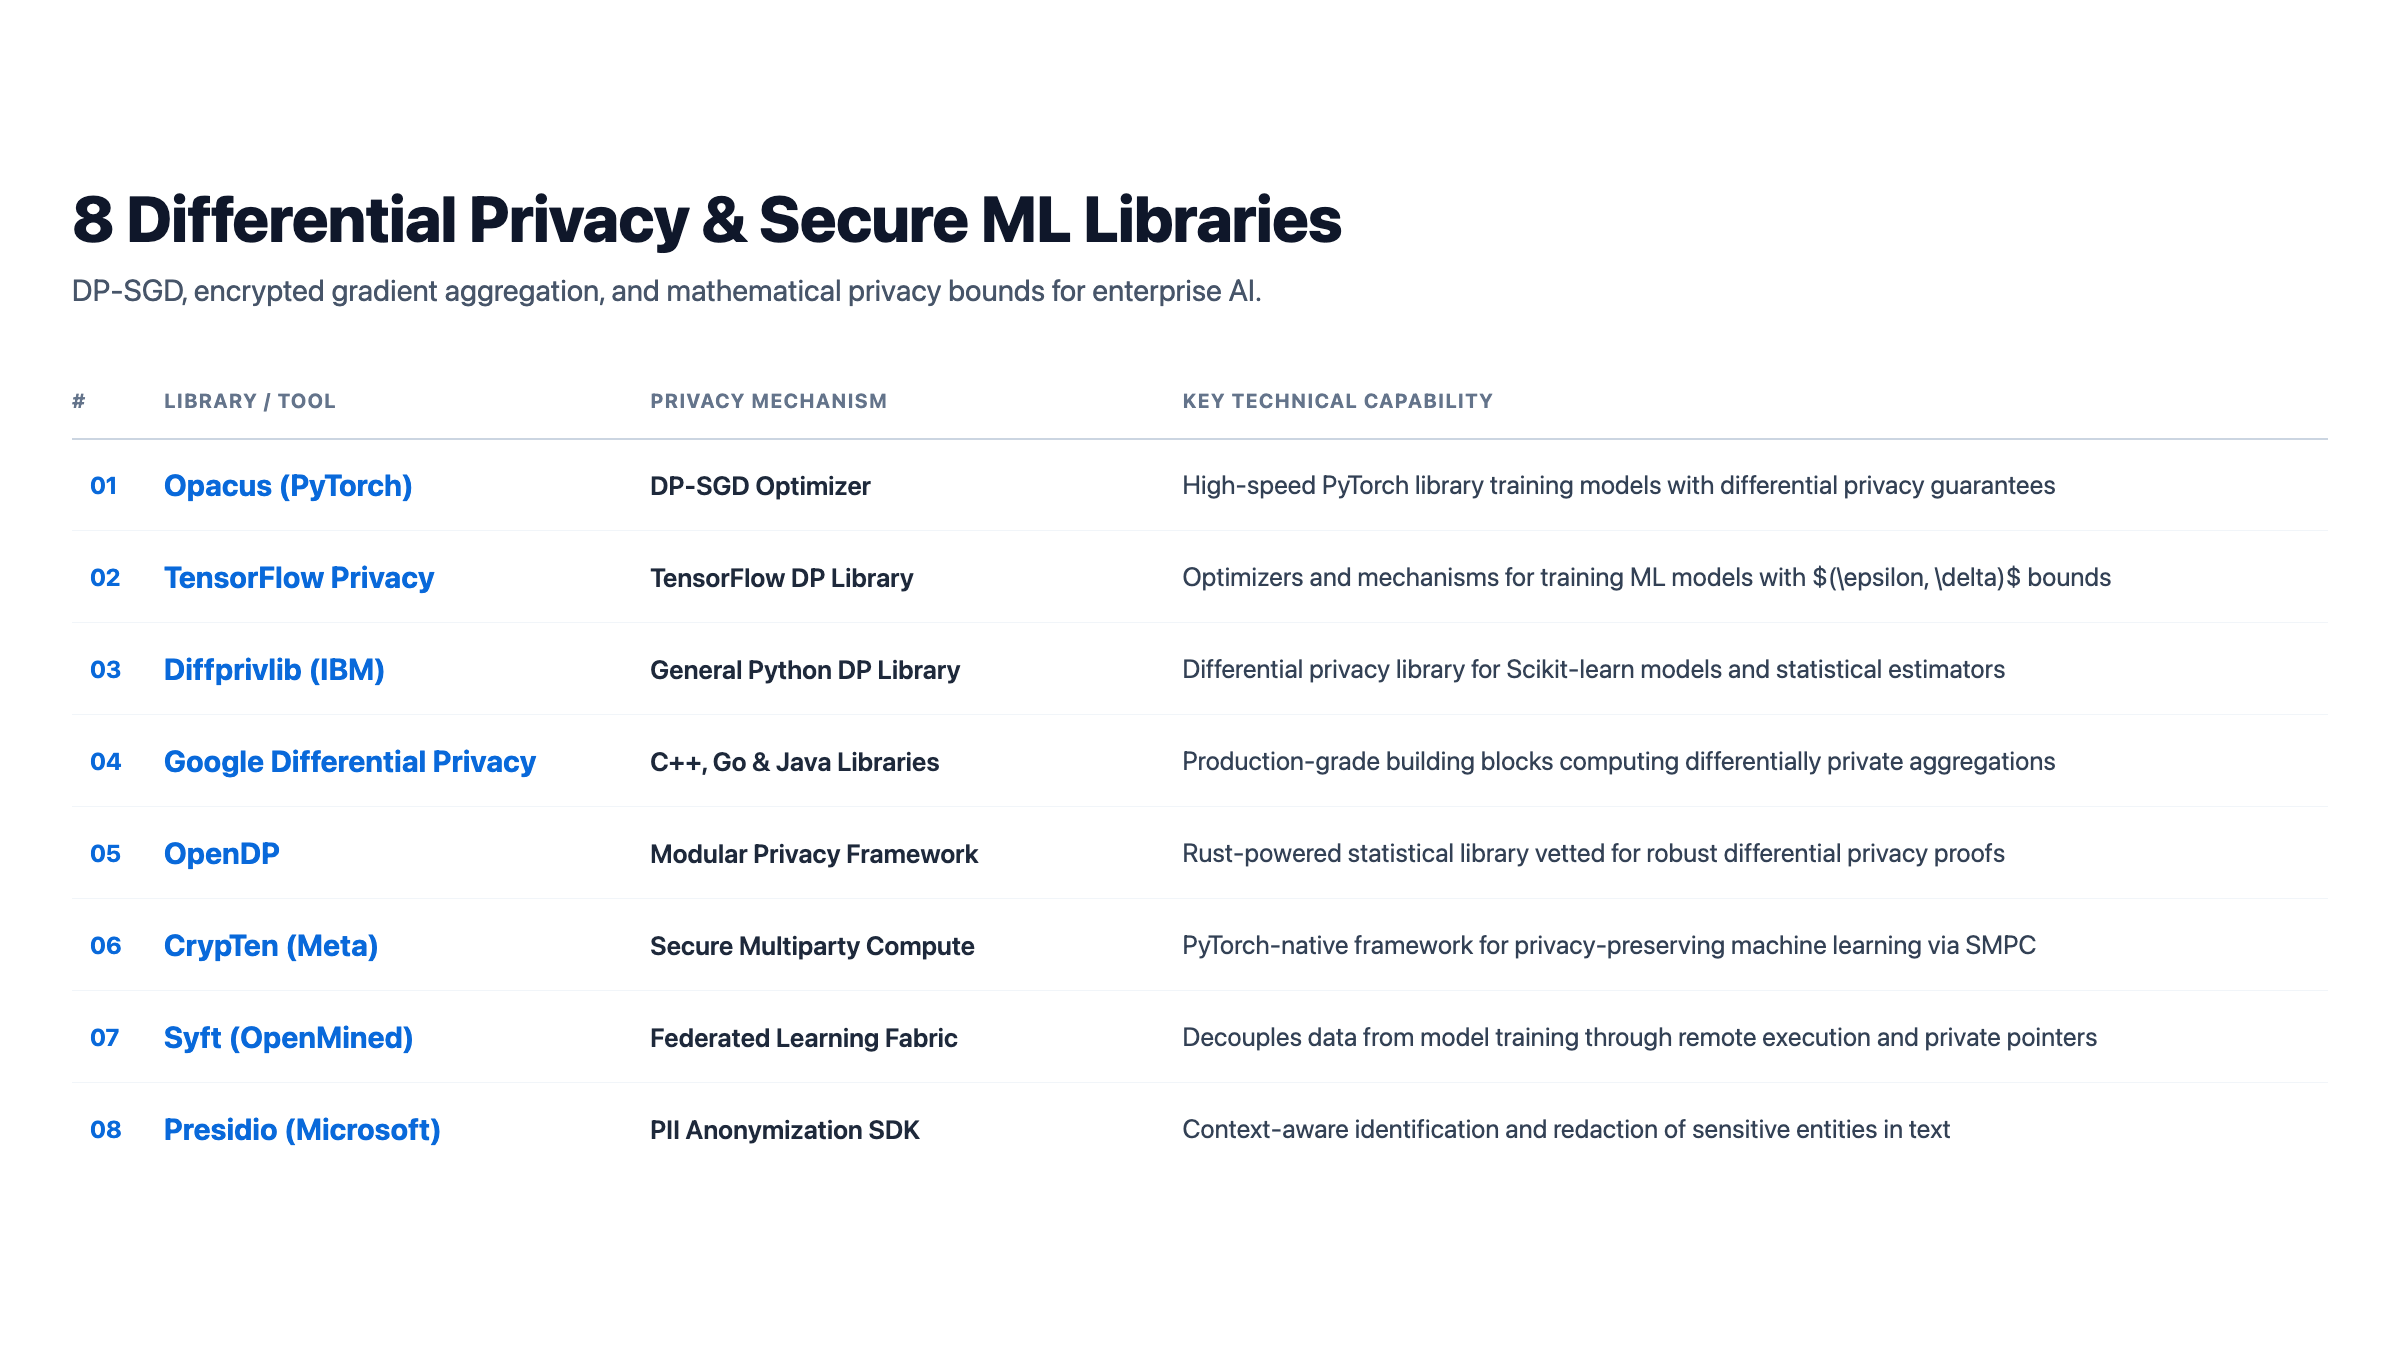 8 Differential Privacy & Secure ML Libraries
DP-SGD, encrypted gradient aggregation, and mathematical privacy bounds for enterprise AI.
# LIBRARY / TOOL PRIVACY MECHANISM KEY TECHNICAL CAPABILITY
01 Opacus (PyTorch) DP-SGD Optimizer High-speed PyTorch library training models with differential privacy guarantees
02 TensorFlow Privacy TensorFlow DP Library Optimizers and mechanisms for training ML models with $(\epsilon, \delta)$ bounds
03 Diffprivlib (IBM) General Python DP Library Differential privacy library for Scikit-learn models and statistical estimators
04 Google Differential Privacy C++, Go & Java Libraries Production-grade building blocks computing differentially private aggregations
05 OpenDP Modular Privacy Framework Rust-powered statistical library vetted for robust differential privacy proofs
06 CrypTen (Meta) Secure Multiparty Compute PyTorch-native framework for privacy-preserving machine learning via SMPC
07 Syft (OpenMined) Federated Learning Fabric Decouples data from model training through remote execution and private pointers
08 Presidio (Microsoft) PII Anonymization SDK Context-aware identification and redaction of sensitive entities in text